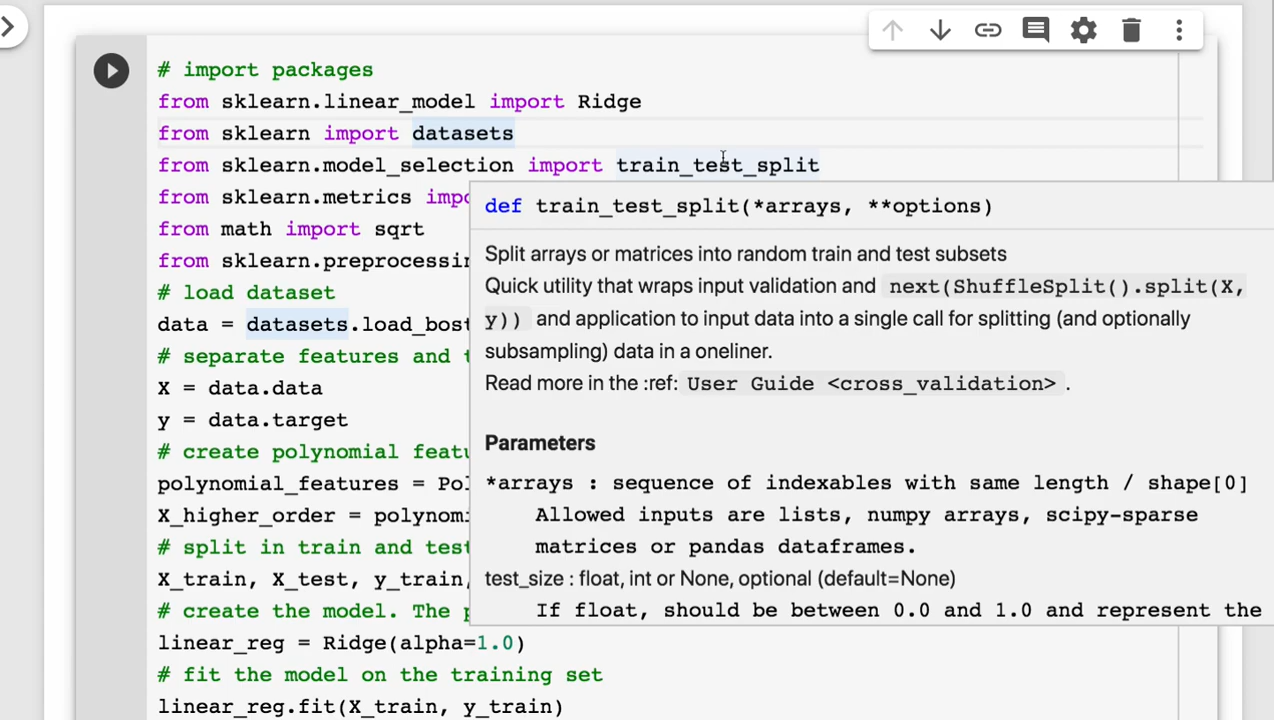 # import packages
from sklearn.linear_model import Ridge
from sklearn import datasets
from sklearn.model_selection import train_test_split
from sklearn.metrics
from math import sqrt
from sklearn.
# load dataset
data = datasets.
# separate features and
X = data.data
y = data.target
# create polynomial
polynomial_features =
X_higher_order =
# split in train and test
X_train, X_test, y_train,
# create the model. The
linear_reg = Ridge(alpha=1.0)
# fit the model on the training set
linear_reg.fit(X_train, y_train)
def train_test_split(*arrays, **options)
Split arrays or matrices into random train and test subsets
Quick utility that wraps input validation and next(ShuffleSplit().split(X,
y)) and application to input data into a single call for splitting (and optionally
subsampling) data in a oneliner.
Read more in the :ref: User Guide <cross_validation> .
Parameters
*arrays : sequence of indexables with same length / shape[0]
Allowed inputs are lists, numpy arrays, scipy-sparse
matrices or pandas dataframes.
test_size : float, int or None, optional (default=None)
If float, should be between 0.0 and 1.0 and represent the